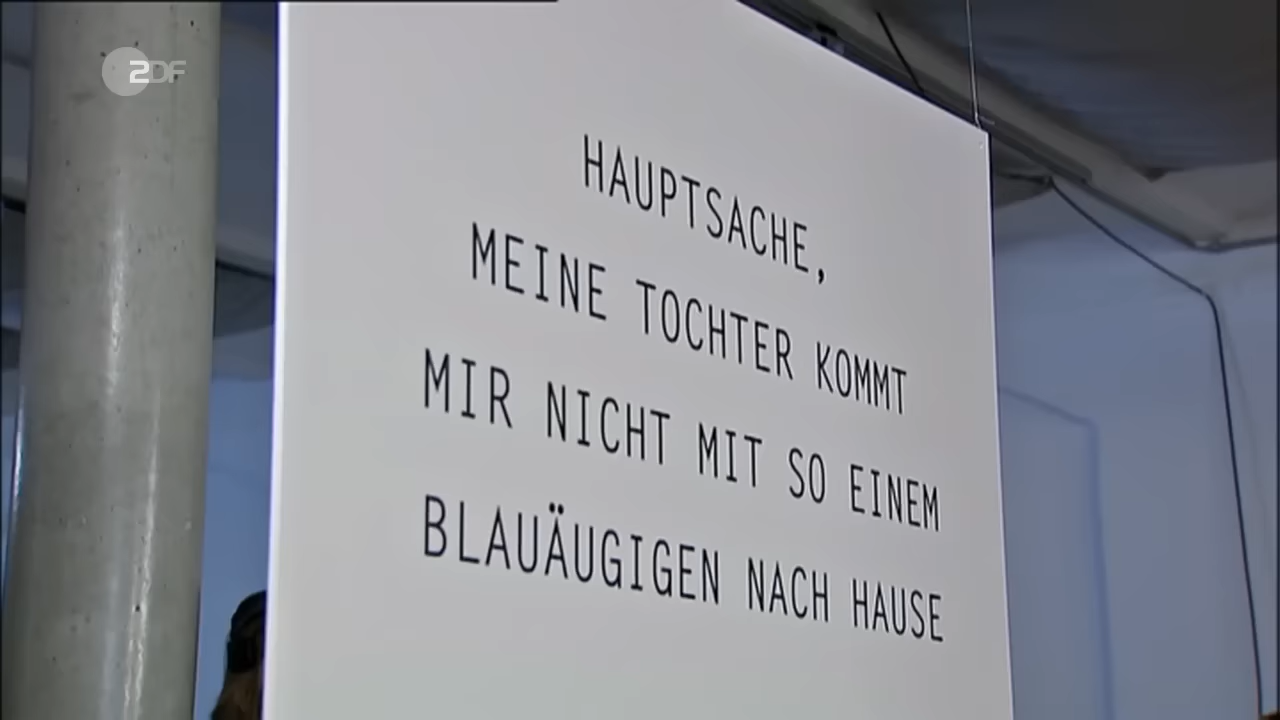 ZDF
HAUPTSACHE,
MEINE TOCHTER KOMMT
MIR NICHT MIT SO EINEM
BLAUÄUGIGEN NACH HAUSE